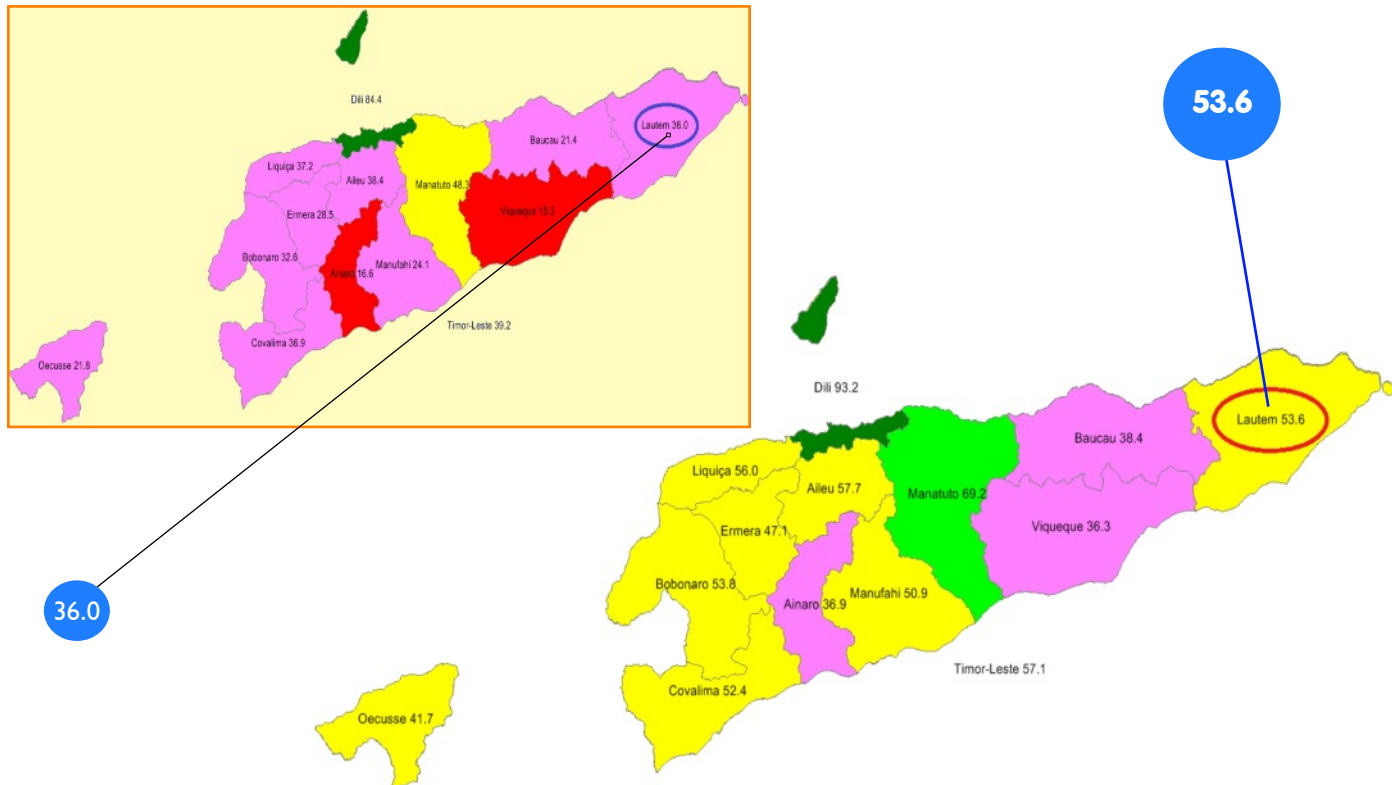 53.6
Dili 84.4
Lautem 36.0
Baucau 21.4
Liquiça 37.2
Aileu 38.4
Manatuto 48.3
Ermera 28.5
Viqueque 18.3
Bobonaro 32.6
Ainaro 16.6
Manufahi 24.1
Timor-Leste 39.2
Covalima 36.9
Oecusse 21.8
Dili 93.2
Lautem 53.6
Baucau 38.4
Liquiça 56.0
Aileu 57.7
Manatuto 69.2
Ermera 47.1
Viqueque 36.3
Bobonaro 53.8
Ainaro 36.9
Manufahi 50.9
36.0
Timor-Leste 57.1
Covalima 52.4
Oecusse 41.7